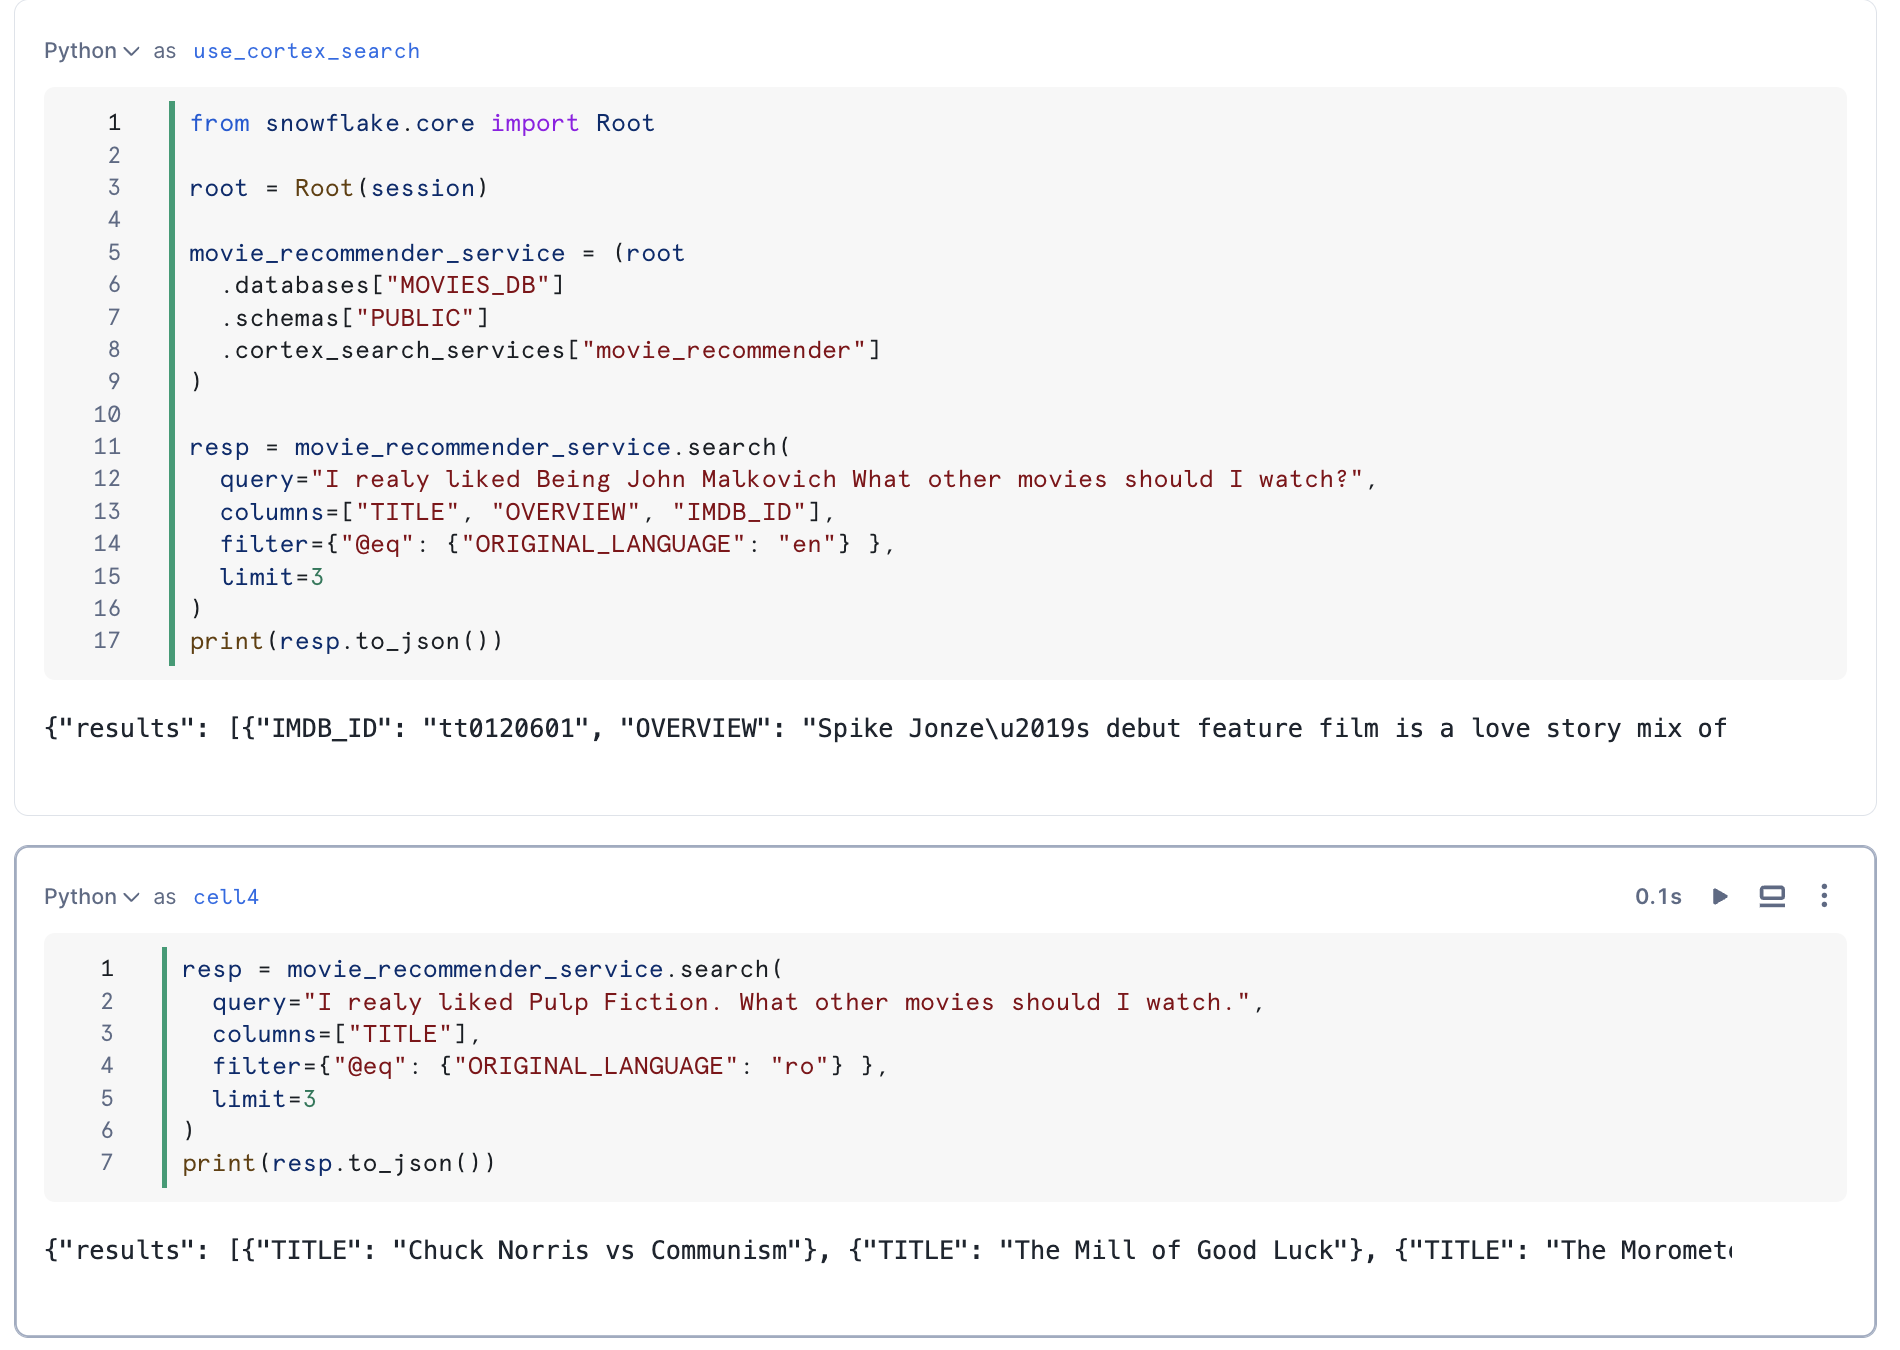 Python as use_cortex_search
1 from snowflake.core import Root
2
3 root = Root(session)
4
5 movie_recommender_service = (root
6   .databases["MOVIES_DB"]
7   .schemas["PUBLIC"]
8   .cortex_search_services["movie_recommender"]
9 )
10
11 resp = movie_recommender_service.search(
12   query="I realy liked Being John Malkovich What other movies should I watch?",
13   columns=["TITLE", "OVERVIEW", "IMDB_ID"],
14   filter={"@eq": {"ORIGINAL_LANGUAGE": "en"} },
15   limit=3
16 )
17 print(resp.to_json())
{"results": [{"IMDB_ID": "tt0120601", "OVERVIEW": "Spike Jonze\u2019s debut feature film is a love story mix of
Python as cell4 0.1s
1 resp = movie_recommender_service.search(
2   query="I realy liked Pulp Fiction. What other movies should I watch.",
3   columns=["TITLE"],
4   filter={"@eq": {"ORIGINAL_LANGUAGE": "ro"} },
5   limit=3
6 )
7 print(resp.to_json())
{"results": [{"TITLE": "Chuck Norris vs Communism"}, {"TITLE": "The Mill of Good Luck"}, {"TITLE": "The